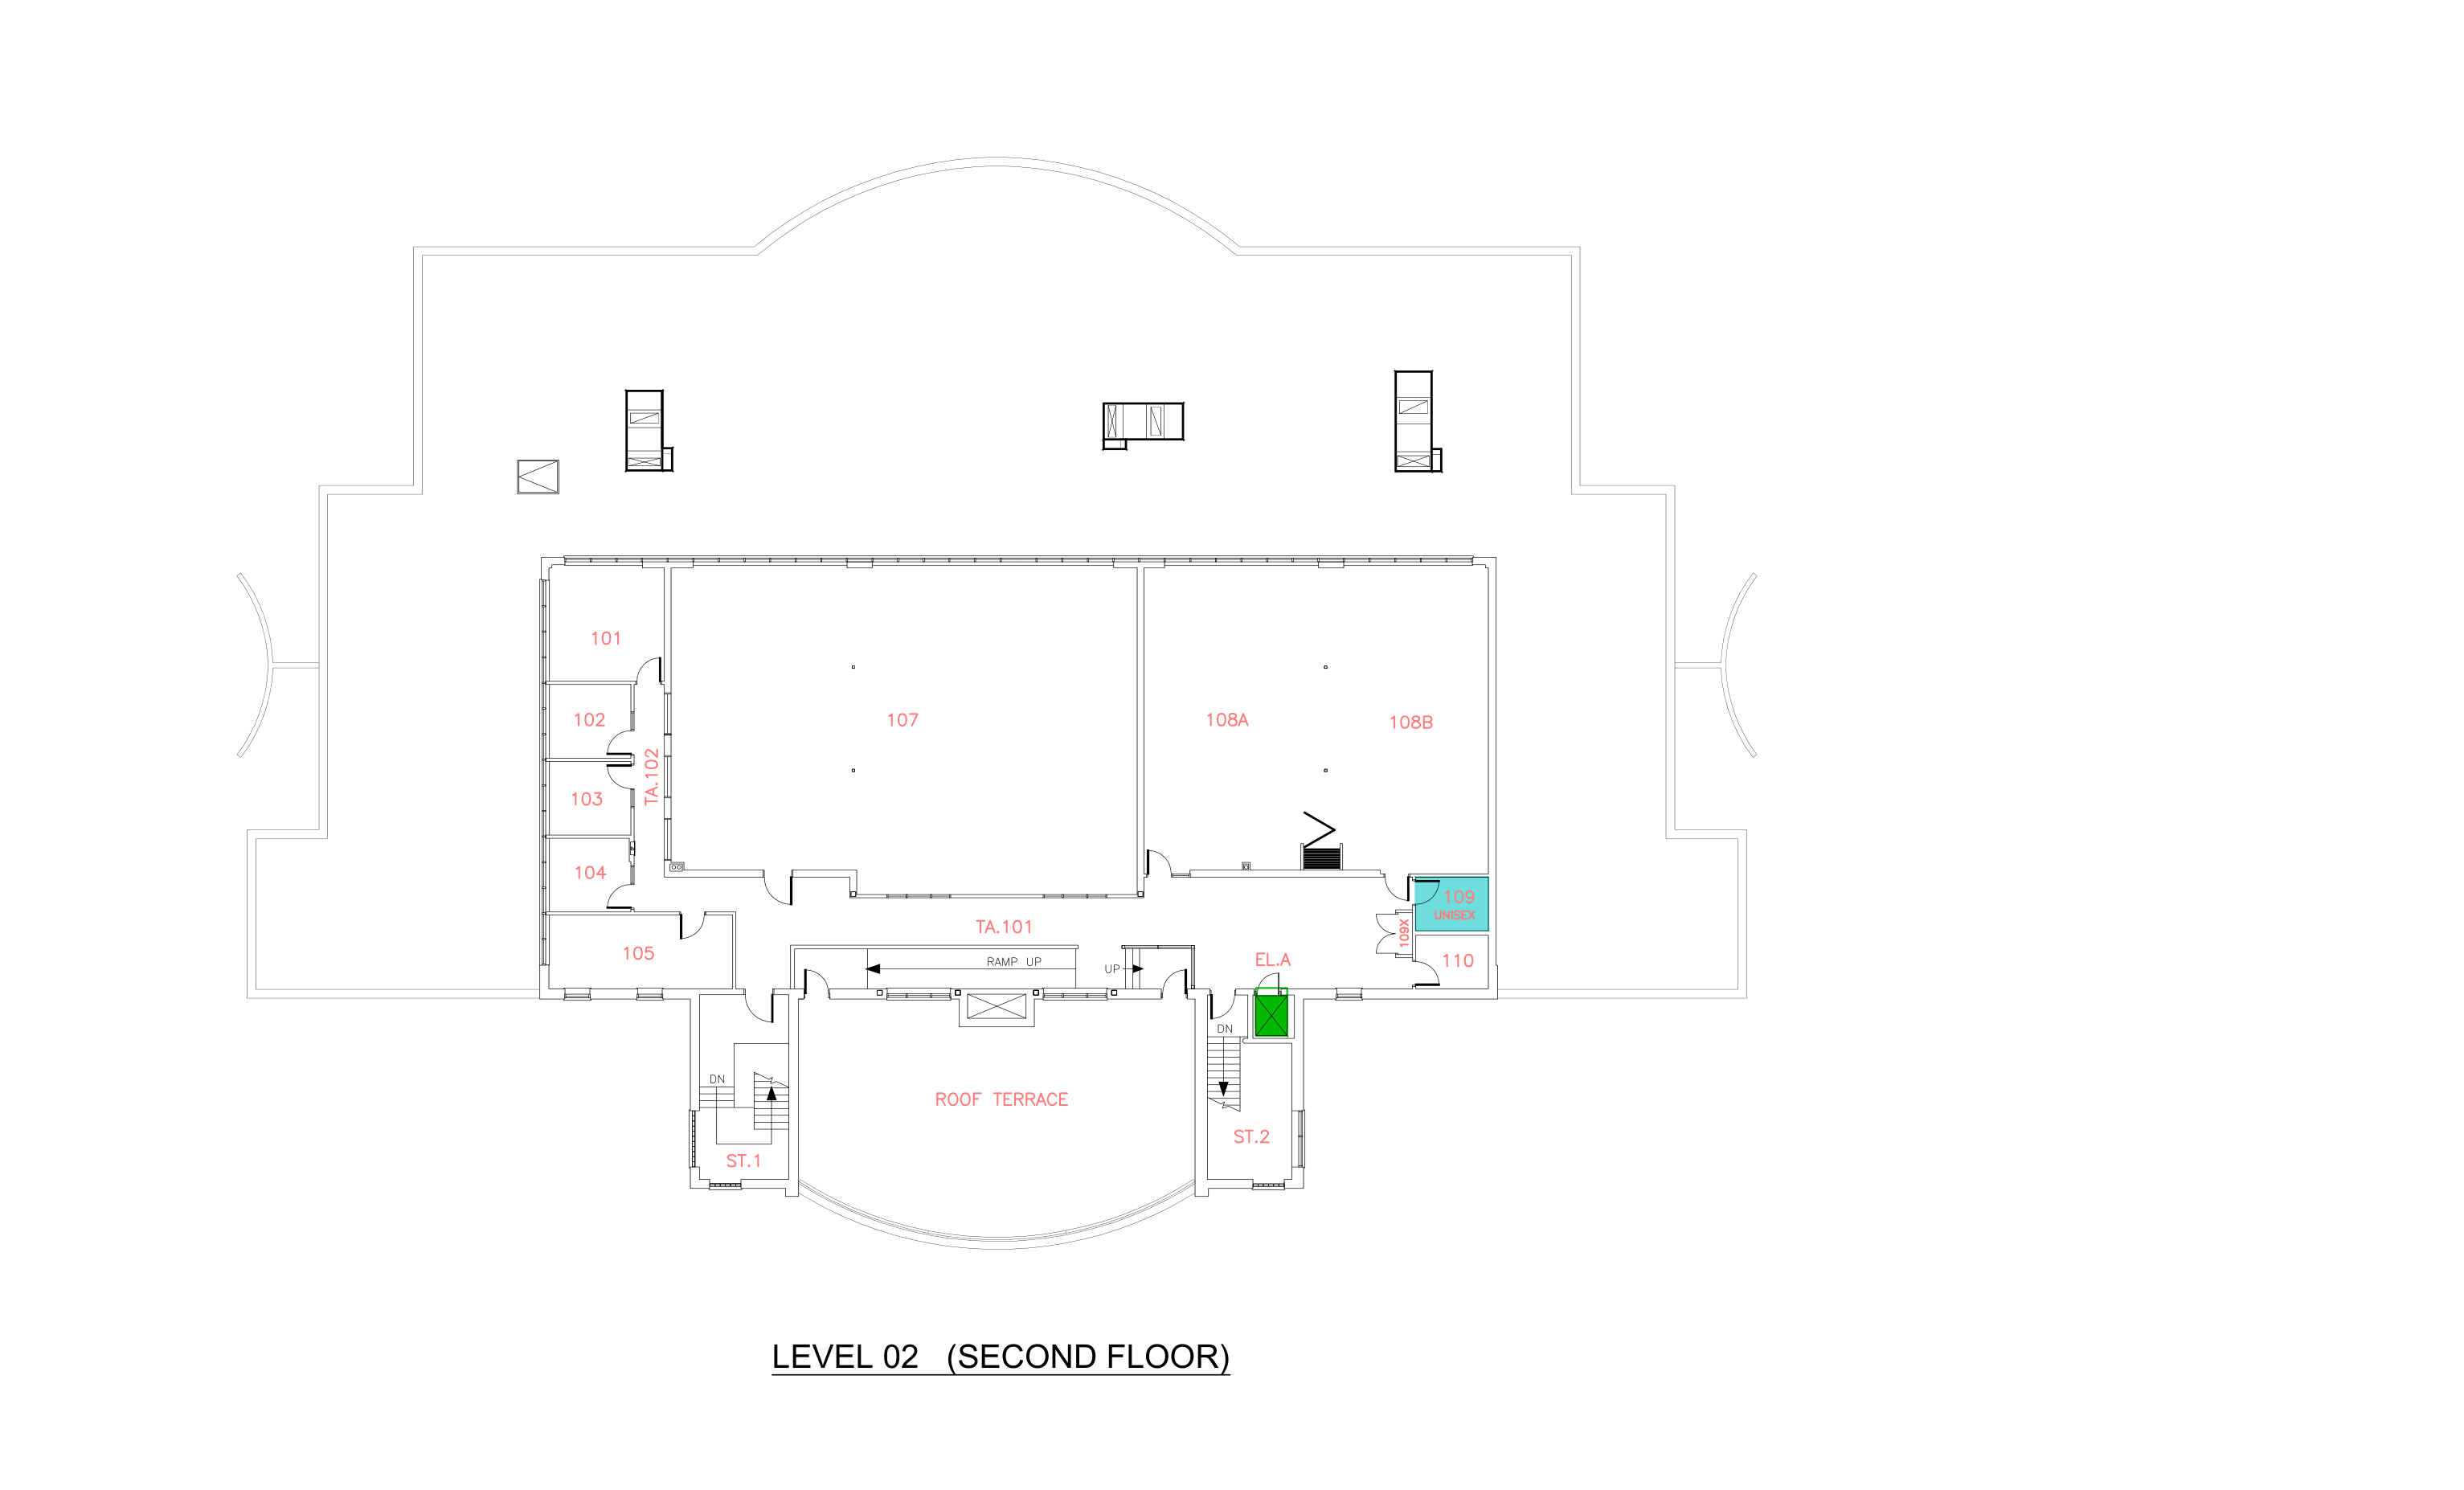 101
102
107
108A
108B
TA.102
103
104
109
UNISEX
109X
TA.101
105
EL.A
110
RAMP UP
UP
DN
DN
ROOF TERRACE
ST.2
ST.1
LEVEL 02 (SECOND FLOOR)